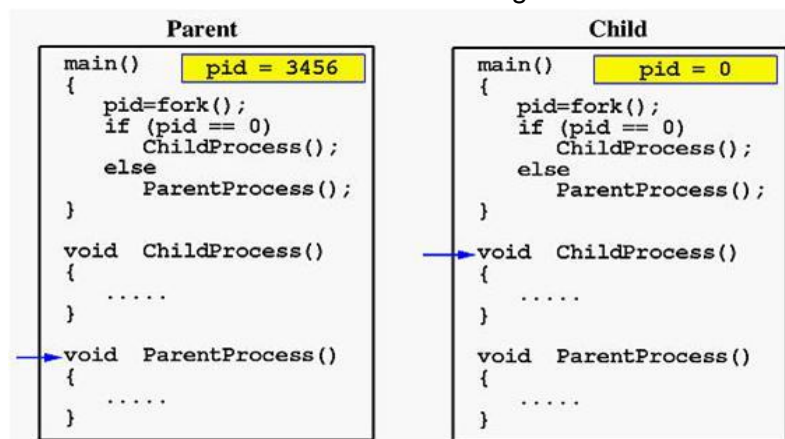 Parent
main() pid = 3456
{
pid=fork();
if (pid == 0)
ChildProcess();
else
ParentProcess();
}
void ChildProcess()
{
.....
}
void ParentProcess()
{
.....
}
Child
main() pid = 0
{
pid=fork();
if (pid == 0)
ChildProcess();
else
ParentProcess();
}
void ChildProcess()
{
.....
}
void ParentProcess()
{
.....
}